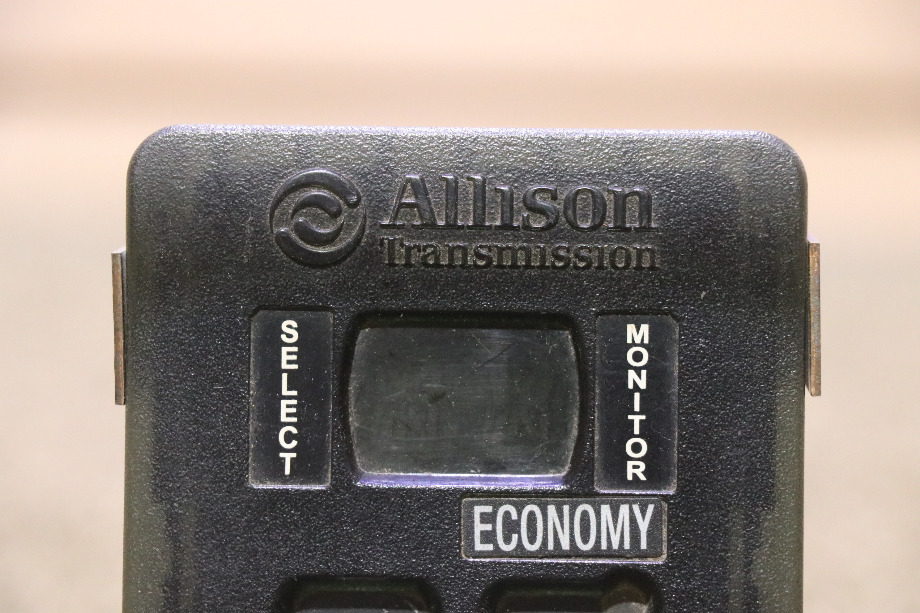 Allison
Transmission
SELECT
MONITOR
ECONOMY